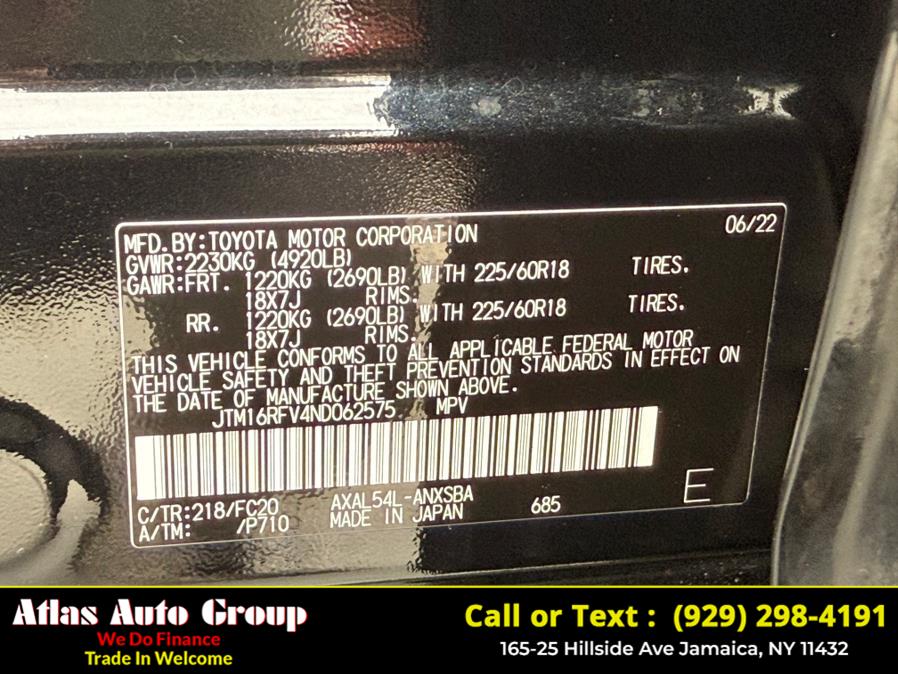 06/22
MFD.BY:TOYOTA MOTOR CORPORATION
GVWR:2230KG (4920LB)
GAWR:FRT. 1220KG (2690LB) WITH 225/60R18 TIRES.
18X7J RIMS.
RR. 1220KG (2690LB) WITH 225/60R18 TIRES.
18X7J RIMS.
THIS VEHICLE CONFORMS TO ALL APPLICABLE FEDERAL MOTOR
VEHICLE SAFETY AND THEFT PREVENTION STANDARDS IN EFFECT ON
THE DATE OF MANUFACTURE SHOWN ABOVE.
JTM16RFV4ND062575 MPV
C/TR:218/FC20 AXAL54L-ANXSBA
A/TM: /P710 MADE IN JAPAN 685 E
Atlas Auto Group
We Do Finance
Trade In Welcome
Call or Text : (929) 298-4191
165-25 Hillside Ave Jamaica, NY 11432